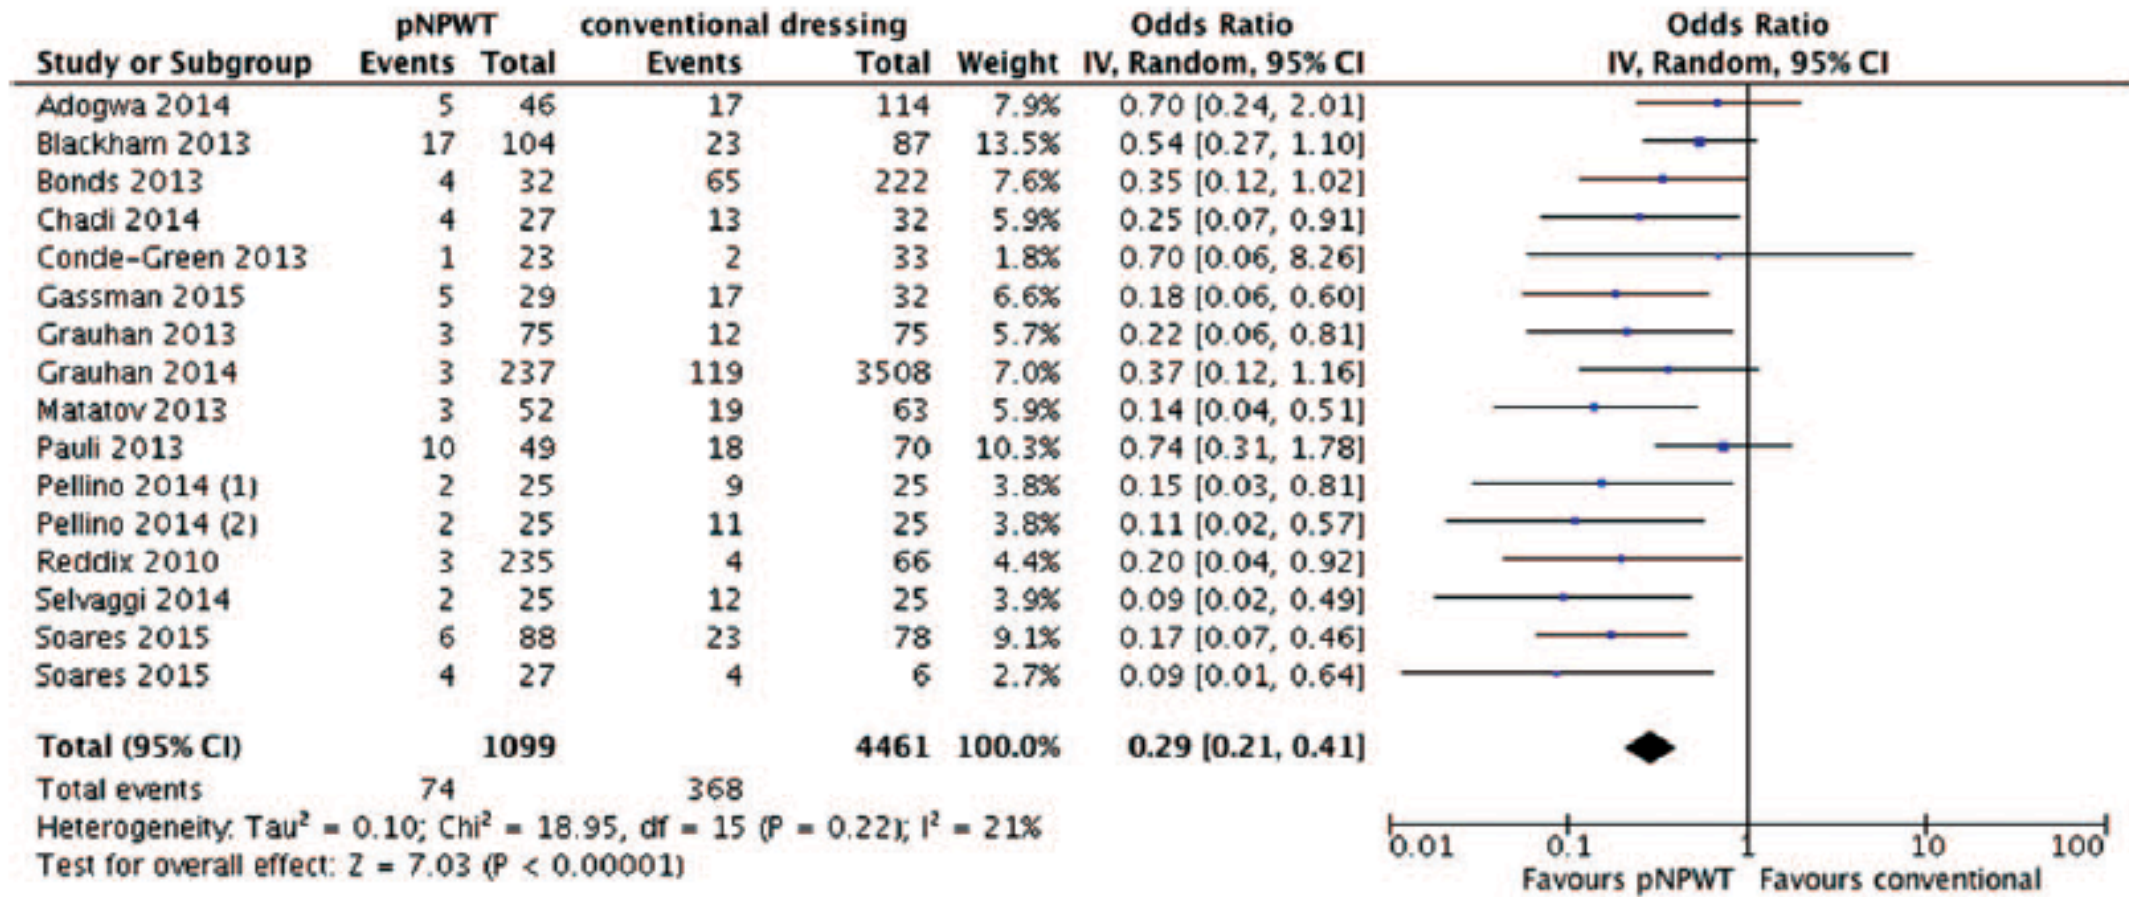 pNPWT conventional dressing Odds Ratio Odds Ratio
Study or Subgroup Events Total Events Total Weight IV, Random, 95% CI IV, Random, 95% CI
Adogwa 2014 5 46 17 114 7.9% 0.70 [0.24, 2.01]
Blackham 2013 17 104 23 87 13.5% 0.54 [0.27, 1.10]
Bonds 2013 4 32 65 222 7.6% 0.35 [0.12, 1.02]
Chadi 2014 4 27 13 32 5.9% 0.25 [0.07, 0.91]
Conde-Green 2013 1 23 2 33 1.8% 0.70 [0.06, 8.26]
Gassman 2015 5 29 17 32 6.6% 0.18 [0.06, 0.60]
Grauhan 2013 3 75 12 75 5.7% 0.22 [0.06, 0.81]
Grauhan 2014 3 237 119 3508 7.0% 0.37 [0.12, 1.16]
Matatov 2013 3 52 19 63 5.9% 0.14 [0.04, 0.51]
Pauli 2013 10 49 18 70 10.3% 0.74 [0.31, 1.78]
Pellino 2014 (1) 2 25 9 25 3.8% 0.15 [0.03, 0.81]
Pellino 2014 (2) 2 25 11 25 3.8% 0.11 [0.02, 0.57]
Reddix 2010 3 235 4 66 4.4% 0.20 [0.04, 0.92]
Selvaggi 2014 2 25 12 25 3.9% 0.09 [0.02, 0.49]
Soares 2015 6 88 23 78 9.1% 0.17 [0.07, 0.46]
Soares 2015 4 27 4 6 2.7% 0.09 [0.01, 0.64]
Total (95% CI) 1099 4461 100.0% 0.29 [0.21, 0.41]
Total events 74 368
Heterogeneity: Tau² = 0.10; Chi² = 18.95, df = 15 (P = 0.22); I² = 21%
Test for overall effect: Z = 7.03 (P < 0.00001)
0.01 0.1 1 10 100
Favours pNPWT Favours conventional